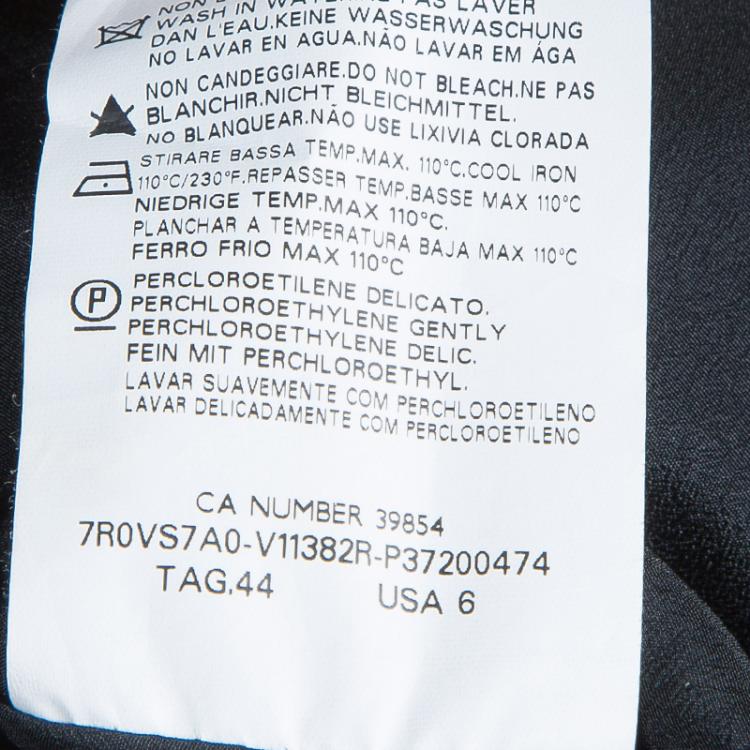 WASH IN LAVER
DAN L'EAU.KEINE WASSERWASCHUNG
NO LAVAR EN AGUA.NÃO LAVAR EM ÁGA
NON CANDEGGIARE.DO NOT BLEACH.NE PAS
BLANCHIR.NICHT BLEICHMITTEL.
NO BLANQUEAR.NÃO USE LIXIVIA CLORADA
STIRARE BASSA TEMP.MAX. 110°C.COOL IRON
110°C/230°F.REPASSER TEMP.BASSE MAX 110°C
NIEDRIGE TEMP.MAX 110°C.
PLANCHAR A TEMPERATURA BAJA MAX 110°C
FERRO FRIO MAX 110°C
P
PERCLOROETILENE DELICATO.
PERCHLOROETHYLENE GENTLY
PERCHLOROETHYLENE DELIC.
FEIN MIT PERCHLOROETHYL.
LAVAR SUAVEMENTE COM PERCHLOROETILENO
LAVAR DELICADAMENTE COM PERCLOROETILENO
CA NUMBER 39854
7R0VS7A0-V11382R-P37200474
TAG.44 USA 6